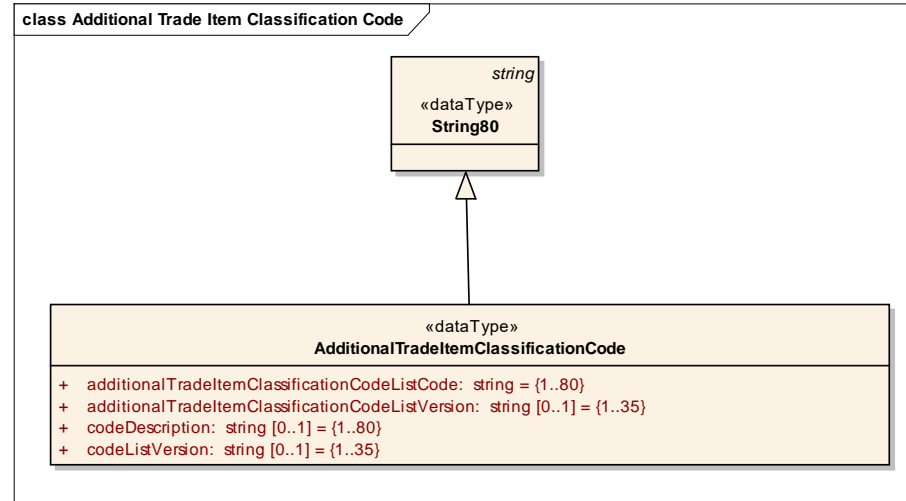 class Additional Trade Item Classification Code
string
«dataType»
String80
«dataType»
AdditionalTradeItemClassificationCode
+ additionalTradeItemClassificationCodeListCode: string = {1..80}
+ additionalTradeItemClassificationCodeListVersion: string [0..1] = {1..35}
+ codeDescription: string [0..1] = {1..80}
+ codeListVersion: string [0..1] = {1..35}